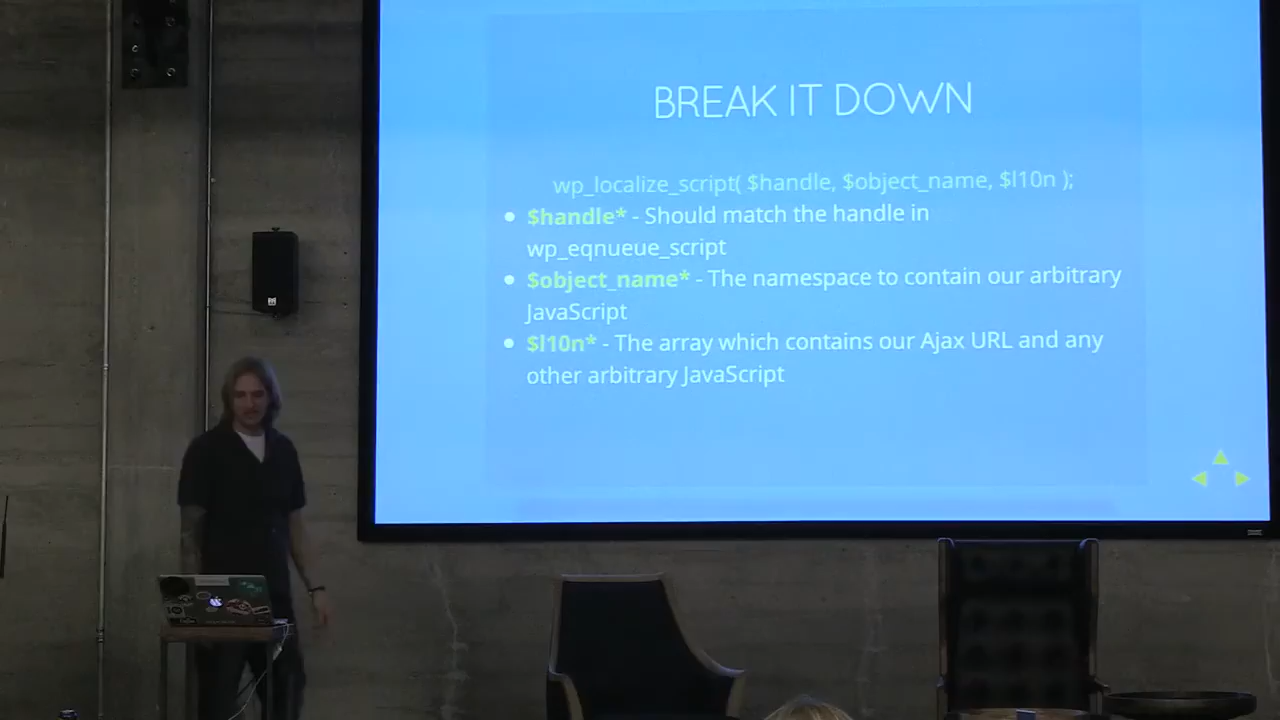 BREAK IT DOWN
wp_localize_script( $handle, $object_name, $l10n );
$handle* - Should match the handle in
wp_eqnueue_script
$object_name* - The namespace to contain our arbitrary
JavaScript
$l10n* - The array which contains our Ajax URL and any
other arbitrary JavaScript